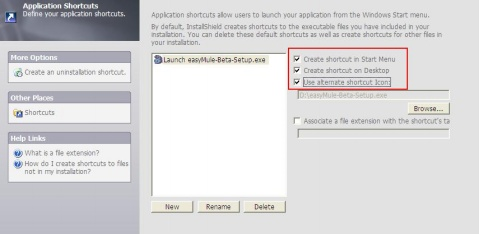 Application Shortcuts
Define your application shortcuts.
More Options
Create an uninstallation shortcut.
Other Places
Shortcuts
Help Links
What is a file extension?
How do I create shortcuts to files
not in my installation?
Application shortcuts allow users to launch your application from the Windows Start menu.
By default, InstallShield creates shortcuts to the executable files you have included in your
installation. You can delete these default shortcuts as well as create shortcuts for other files in
your installation.
Launch easyMule-Beta-Setup.exe
Create shortcut in Start Menu
Create shortcut on Desktop
Use alternate shortcut Icon:
D:\easyMule-Beta-Setup.exe
Browse...
Associate a file extension with the shortcut's ta
New
Rename
Delete